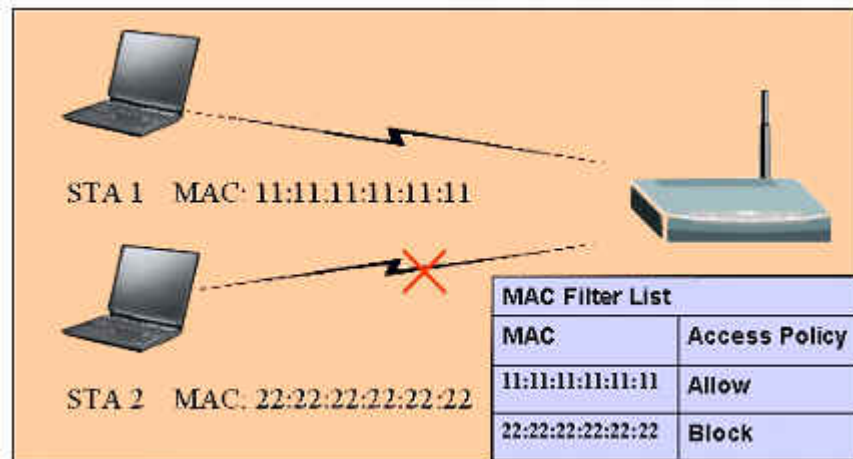 STA 1 MAC: 11:11:11:11:11:11
STA 2 MAC: 22:22:22:22:22:22
MAC Filter List
MAC Access Policy
11:11:11:11:11:11 Allow
22:22:22:22:22:22 Block